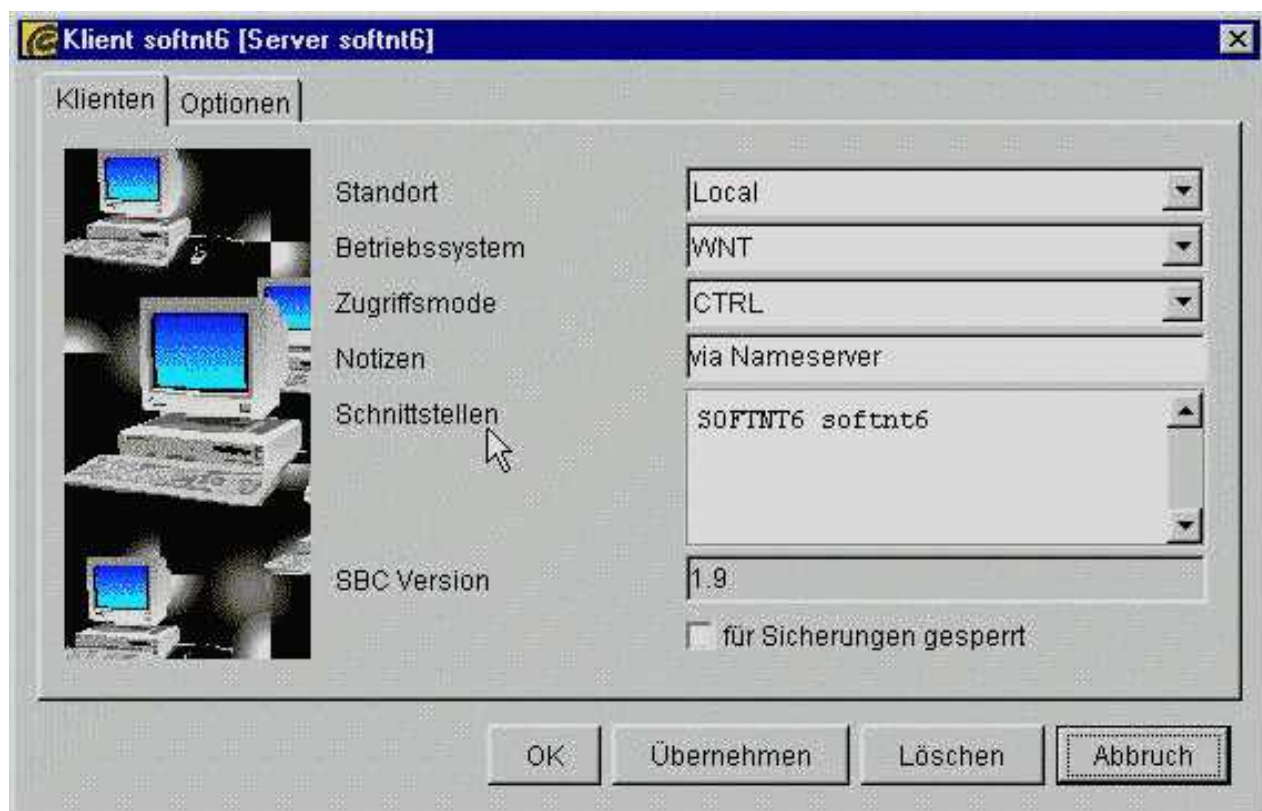 Klient softnt6 [Server softnt6]
Klienten Optionen
Standort Local
Betriebssystem WNT
Zugriffsmode CTRL
Notizen via Nameserver
Schnittstellen SOFTNT6 softnt6
SBC Version 1.9
für Sicherungen gesperrt
OK Übernehmen Löschen Abbruch